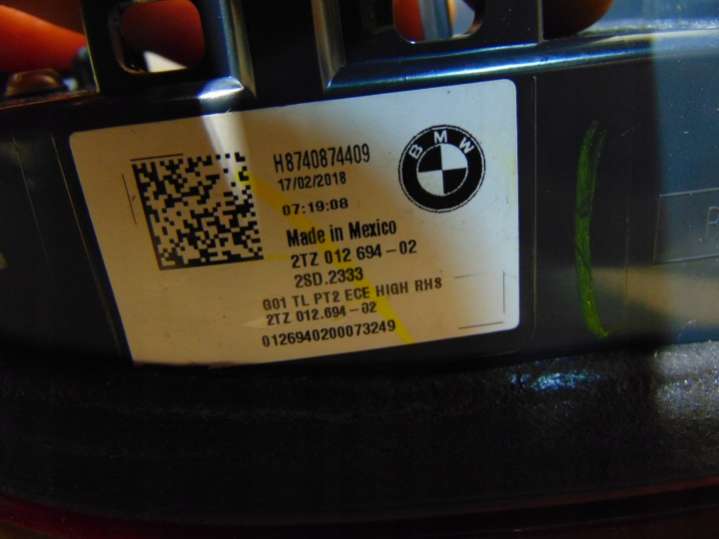 H8740874409
17/02/2018
07:19:08
BMW
Made in Mexico
2TZ 012 694-02
2SD.2333
G01 TL PT2 ECE HIGH RHS
2TZ 012.694-02
0126940200073249